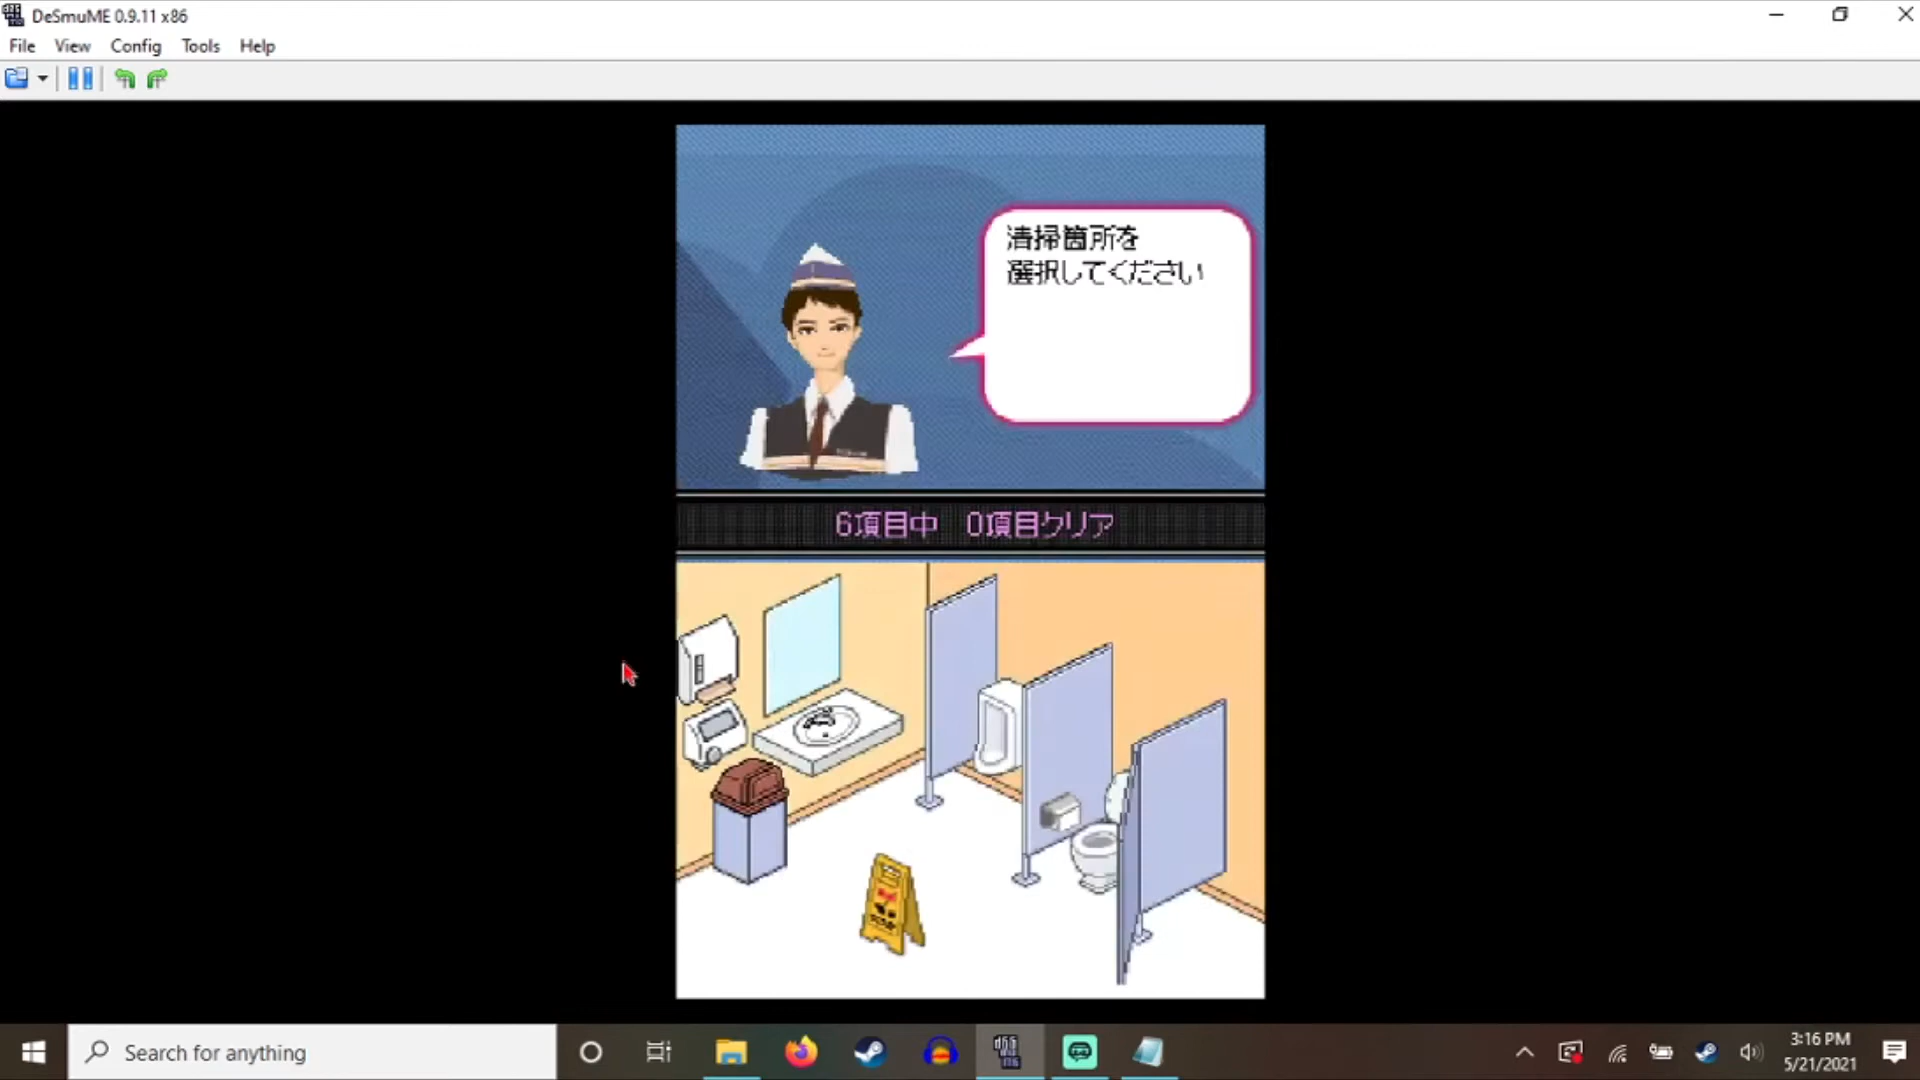 DeSmuME 0.9.11 x86
File View Config Tools Help
清掃箇所を
選択してください
6項目中 0項目クリア
Search for anything
3:16 PM
5/21/2021